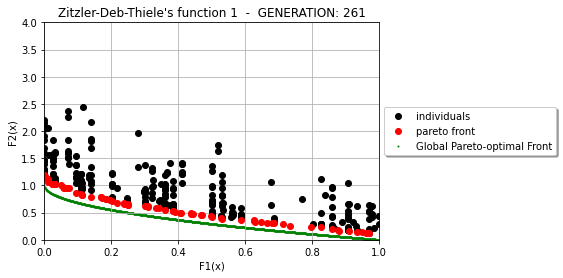 Zitzler-Deb-Thiele's function 1 - GENERATION: 261
4.0
3.5
3.0
2.5
2.0
1.5
1.0
0.5
0.0
F2(x)
0.0 0.2 0.4 0.6 0.8 1.0
F1(x)
individuals
pareto front
Global Pareto-optimal Front